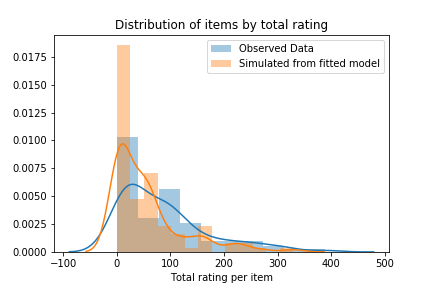 Distribution of items by total rating
Observed Data
Simulated from fitted model
0.0175
0.0150
0.0125
0.0100
0.0075
0.0050
0.0025
0.0000
−100 0 100 200 300 400 500
Total rating per item